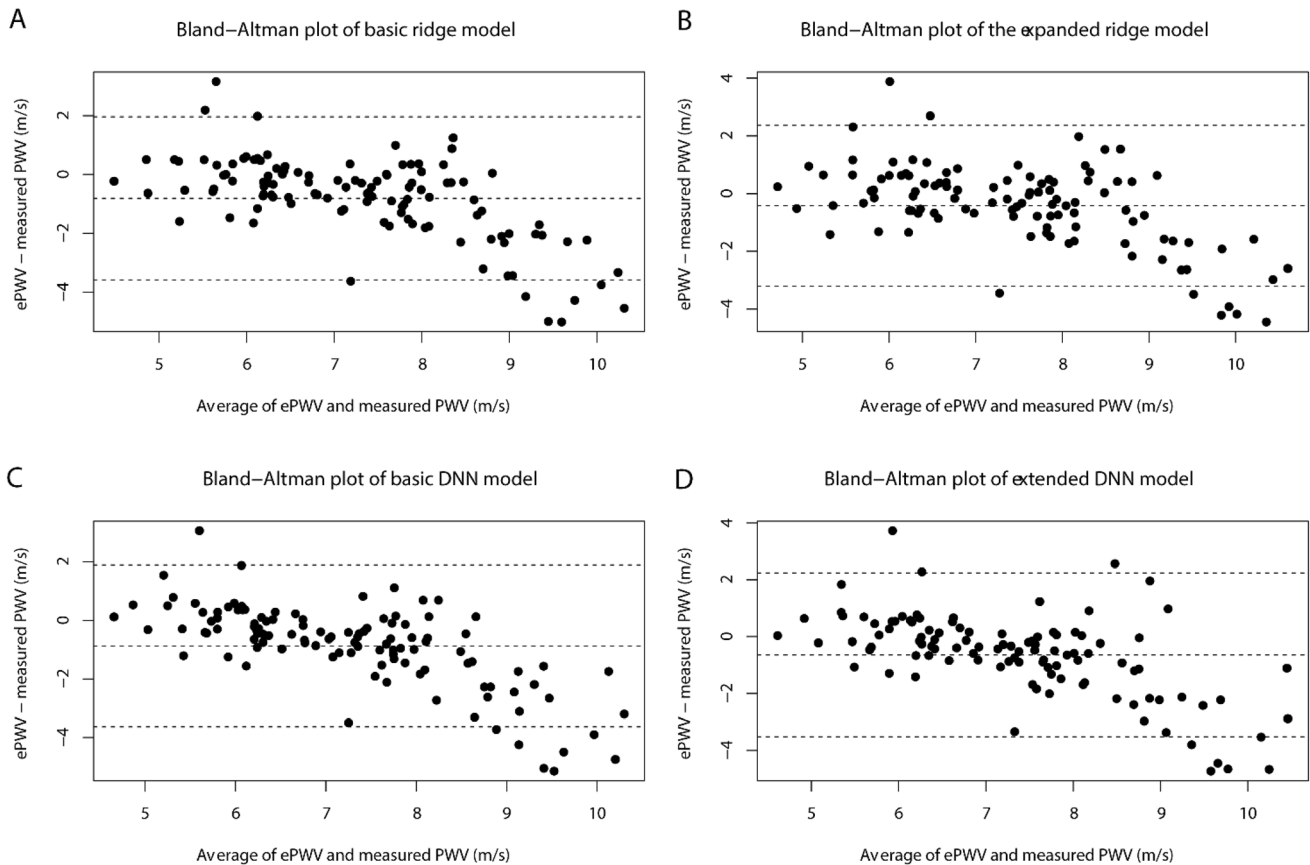 A
Bland−Altman plot of basic ridge model
ePWV − measured PWV (m/s)
2
0
−2
−4
5 6 7 8 9 10
Average of ePWV and measured PWV (m/s)
B
Bland−Altman plot of the expanded ridge model
ePWV − measured PWV (m/s)
4
2
0
−2
−4
5 6 7 8 9 10
Average of ePWV and measured PWV (m/s)
C
Bland−Altman plot of basic DNN model
ePWV − measured PWV (m/s)
2
0
−2
−4
5 6 7 8 9 10
Average of ePWV and measured PWV (m/s)
D
Bland−Altman plot of extended DNN model
ePWV − measured PWV (m/s)
4
2
0
−2
−4
5 6 7 8 9 10
Average of ePWV and measured PWV (m/s)